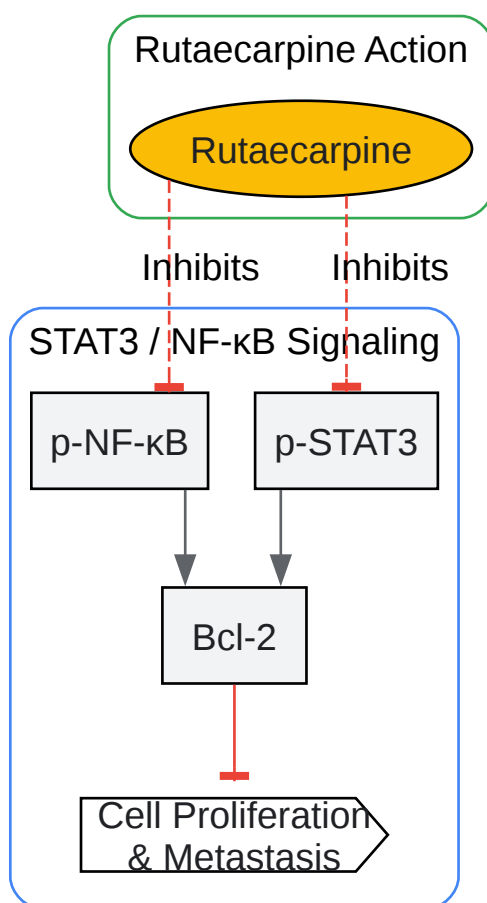 Rutaecarpine Action
Rutaecarpine
Inhibits Inhibits
STAT3 / NF-κB Signaling
p-NF-κB p-STAT3
Bcl-2
Cell Proliferation
& Metastasis